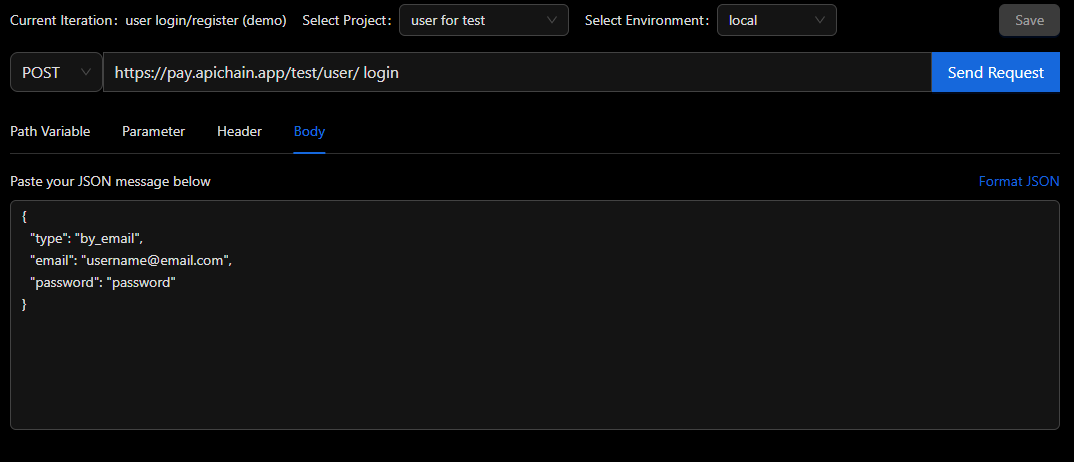 Current Iteration: user login/register (demo) Select Project: user for test Select Environment: local Save
POST https://pay.apichain.app/test/user/ login Send Request
Path Variable Parameter Header Body
Paste your JSON message below Format JSON
{
"type": "by_email",
"email": "username@email.com",
"password": "password"
}